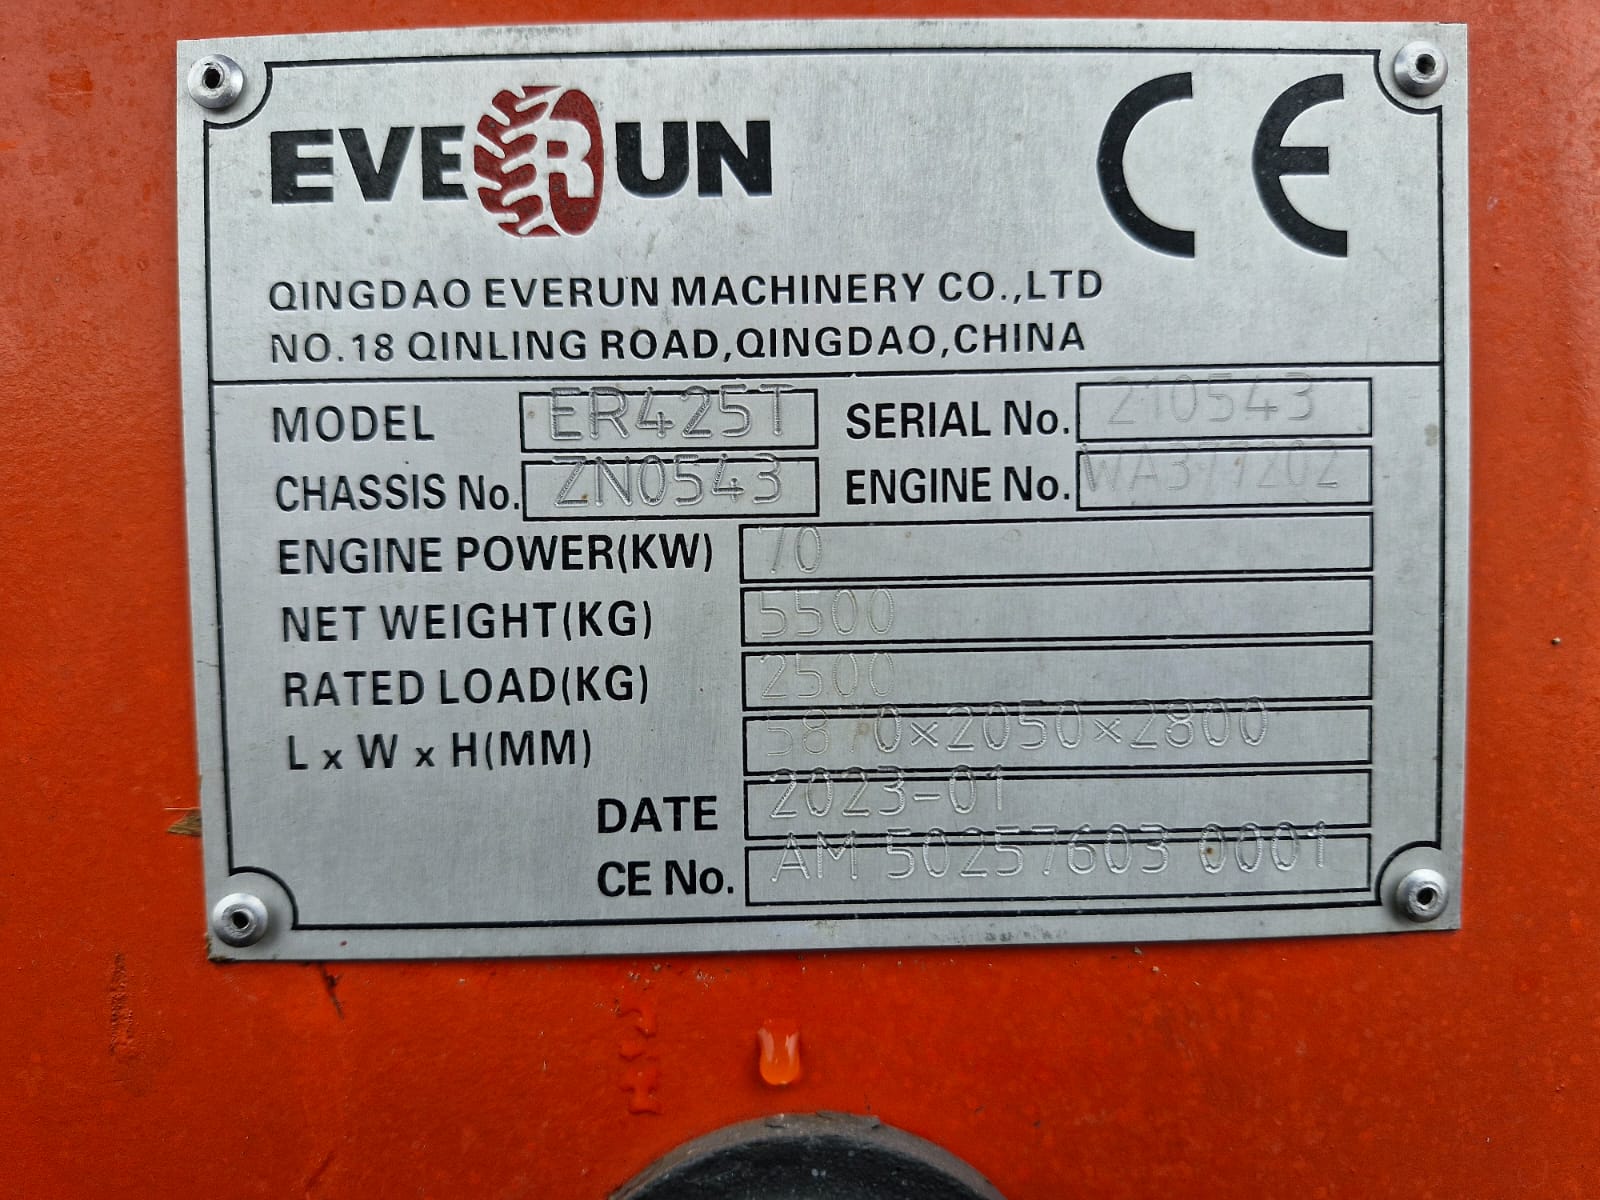 EVERUN CE
QINGDAO EVERUN MACHINERY CO.,LTD
NO.18 QINLING ROAD,QINGDAO,CHINA
MODEL ER425T SERIAL No. 210543
CHASSIS No. ZN0543 ENGINE No. WA377202
ENGINE POWER(KW) 70
NET WEIGHT(KG) 5500
RATED LOAD(KG) 2500
L x W x H(MM) 5870×2050×2800
DATE 2023-01
CE No. AM 50257603 0001